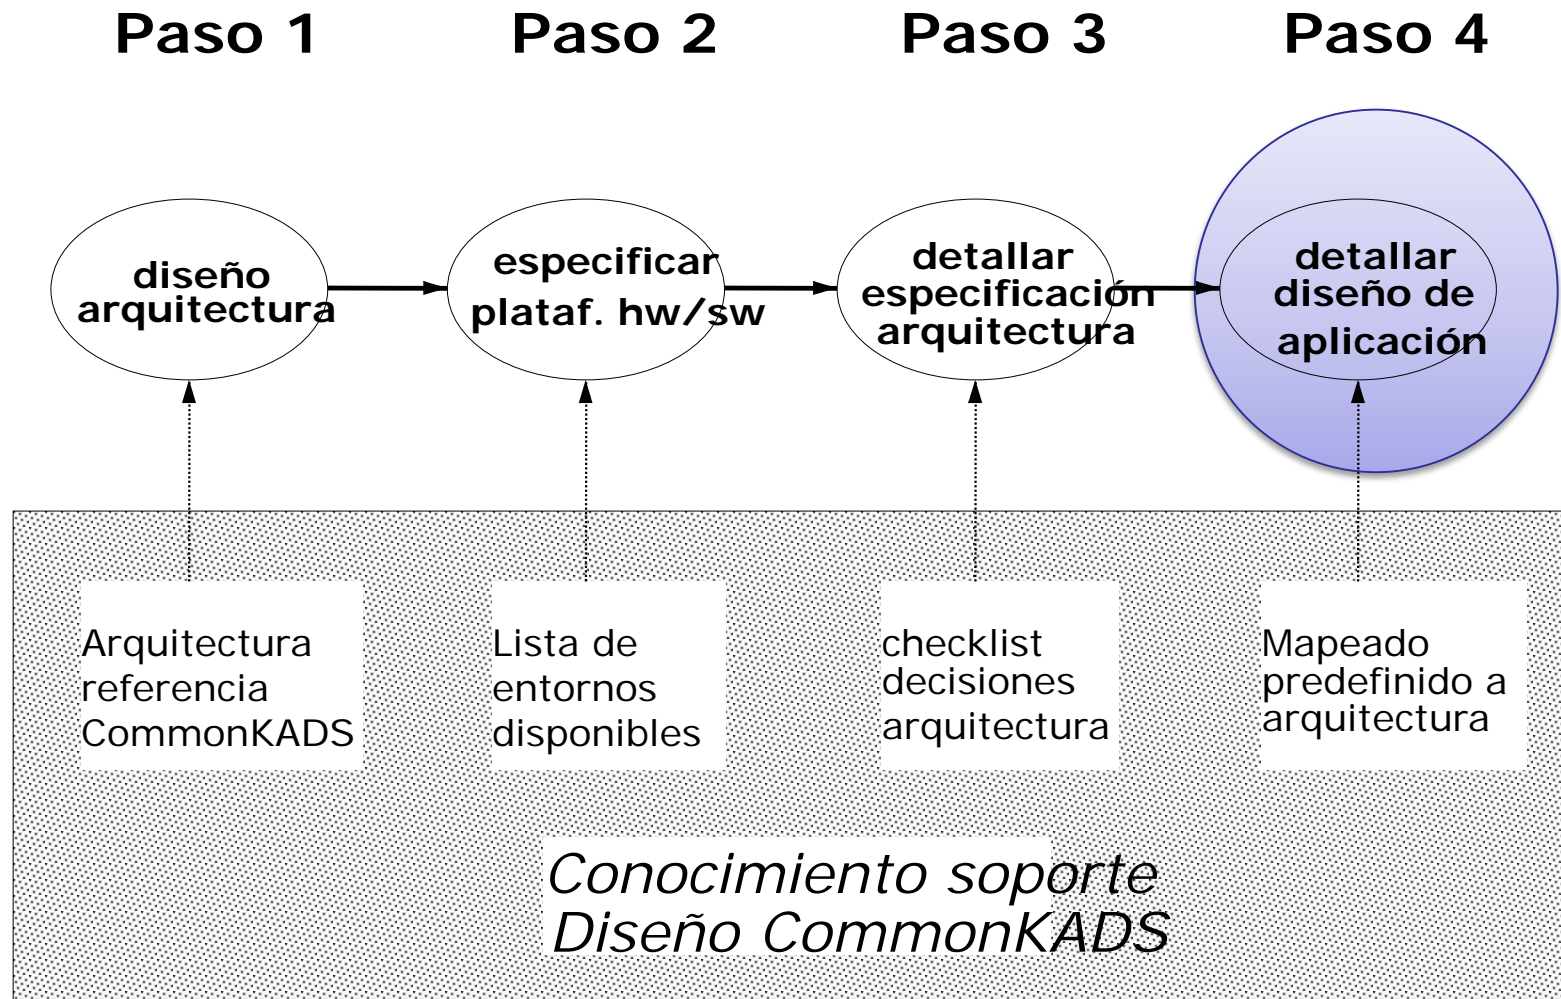 Paso 1
Paso 2
Paso 3
Paso 4
diseño
arquitectura
especificar
plataf. hw/sw
detallar
especificación
arquitectura
detallar
diseño de
aplicación
Arquitectura
referencia
CommonKADS
Lista de
entornos
disponibles
checklist
decisiones
arquitectura
Mapeado
predefinido a
arquitectura
Conocimiento soporte
Diseño CommonKADS